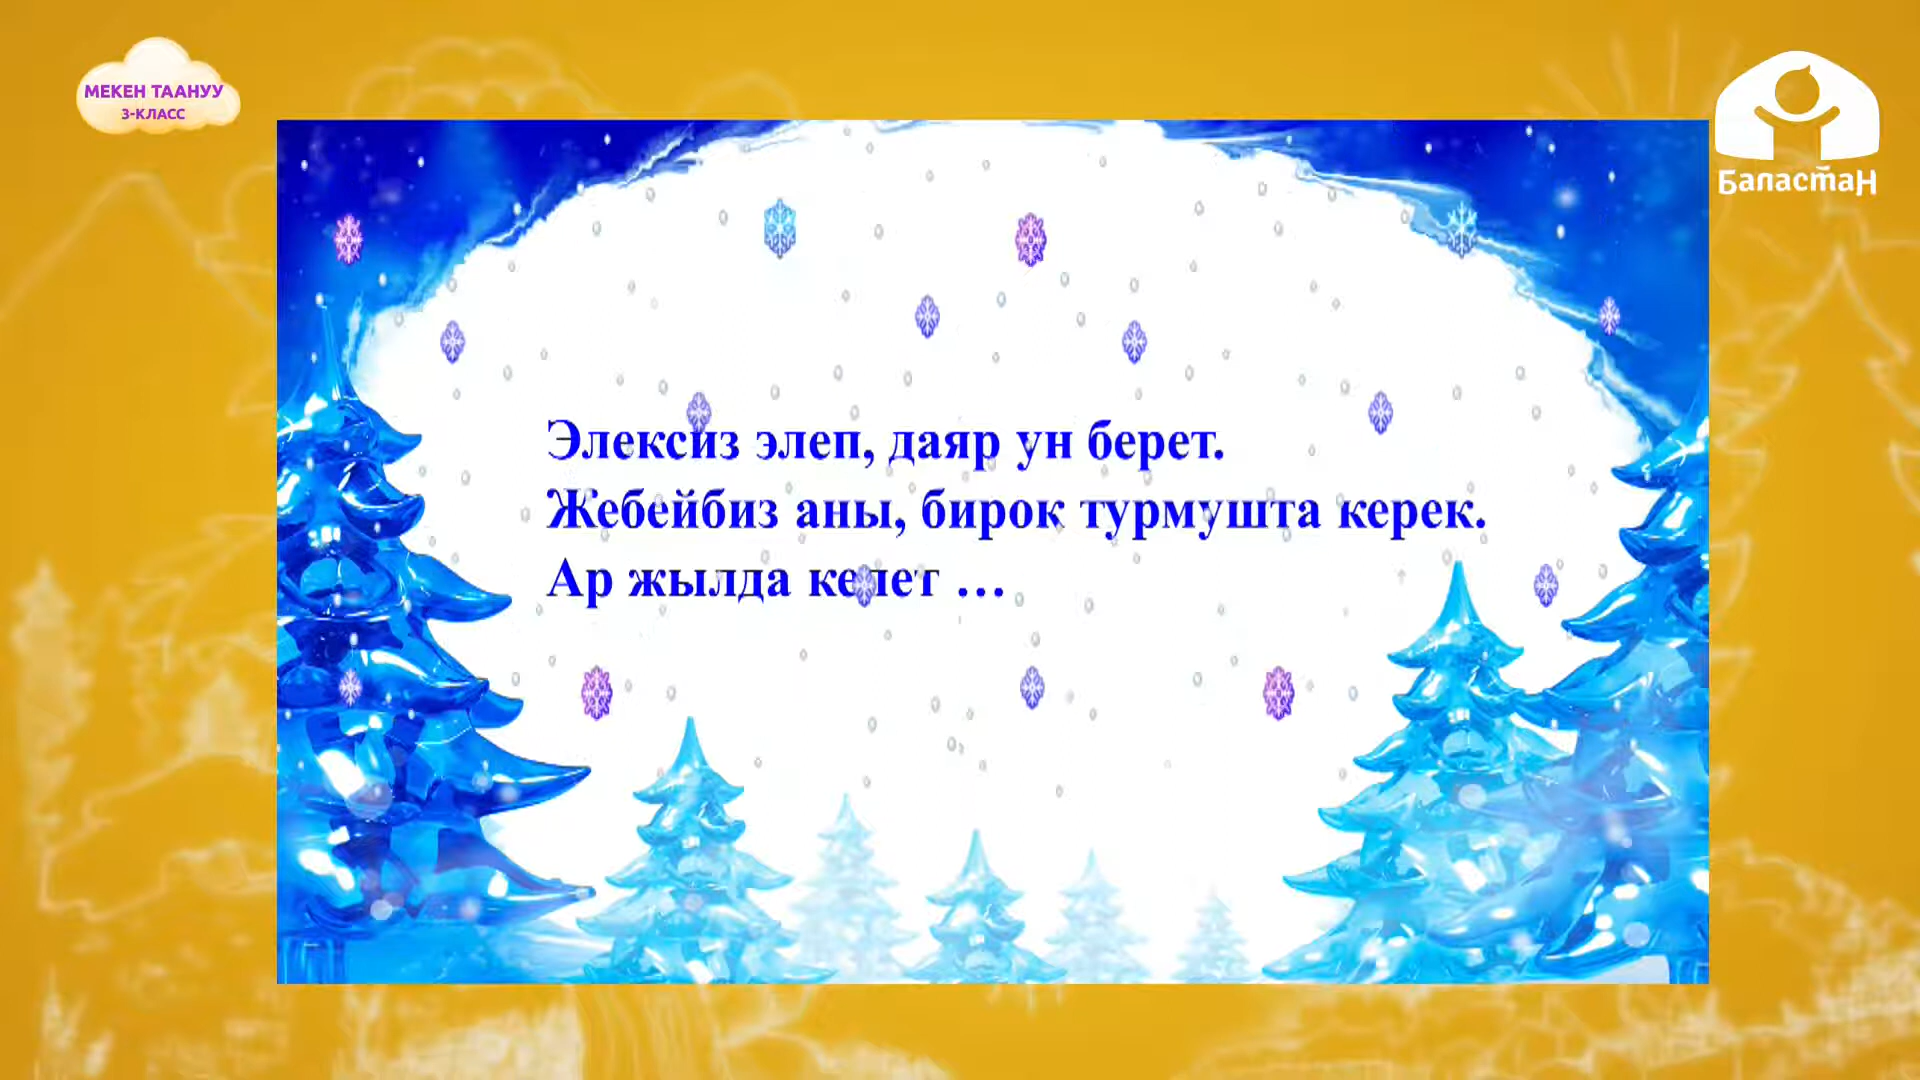 МЕКЕН ТААНУУ
3-КЛАСС
Баластан
Элексиз элеп, даяр ун берет.
Жебейбиз аны, бирок турмушта керек.
Ар жылда келет ...